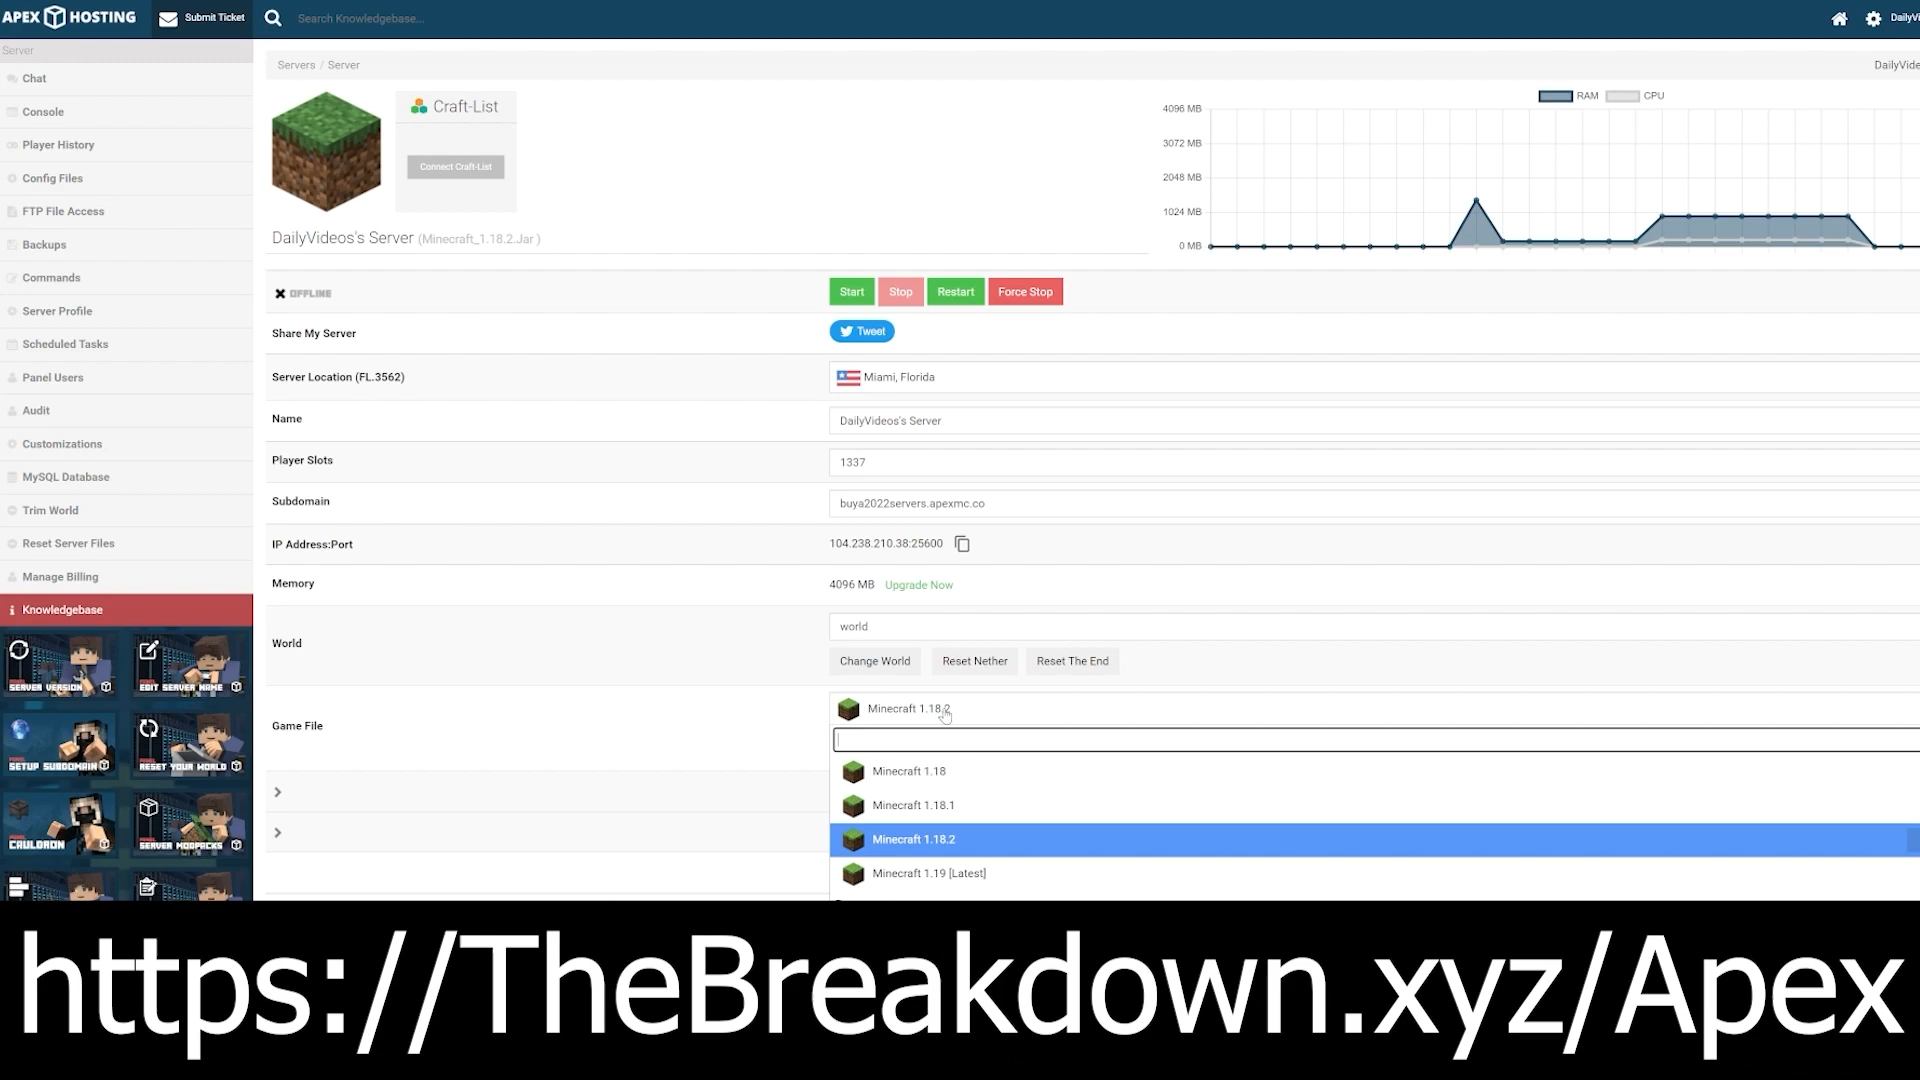 APEX HOSTING
Submit Ticket
Search Knowledgebase...
DailyVi
Server
Chat
Console
Player History
Config Files
FTP File Access
Backups
Commands
Server Profile
Scheduled Tasks
Panel Users
Audit
Customizations
MySQL Database
Trim World
Reset Server Files
Manage Billing
Knowledgebase
SERVER VERSION
EDIT SERVER NAME
SETUP SUBDOMAIN
RESET YOUR WORLD
CAULDRON
SERVER MODPACKS
Servers / Server
DailyVide
Craft-List
Connect Craft-List
RAM CPU
4096 MB
3072 MB
2048 MB
1024 MB
0 MB
DailyVideos's Server (Minecraft_1.18.2.Jar )
OFFLINE
Start Stop Restart Force Stop
Share My Server
Tweet
Server Location (FL.3562)
Miami, Florida
Name
DailyVideos's Server
Player Slots
1337
Subdomain
buya2022servers.apexmc.co
IP Address:Port
104.238.210.38:25600
Memory
4096 MB Upgrade Now
World
world
Change World Reset Nether Reset The End
Game File
Minecraft 1.18.2
Minecraft 1.18
Minecraft 1.18.1
Minecraft 1.18.2
Minecraft 1.19 [Latest]
https://TheBreakdown.xyz/Apex